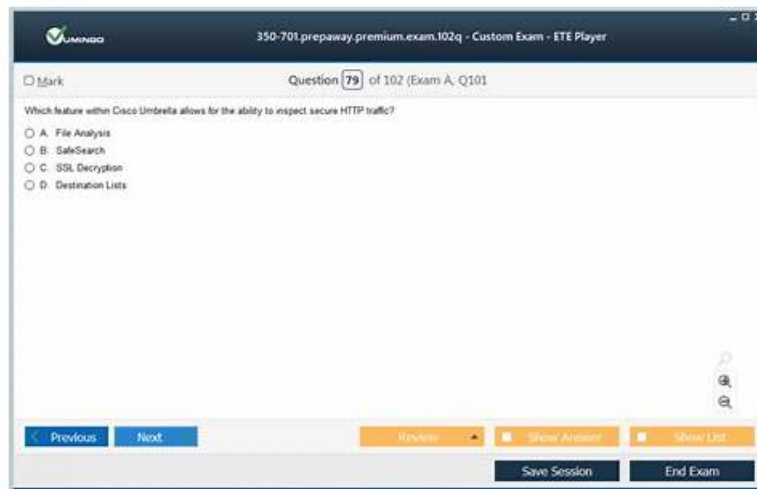 VUMINGO
350-701.prepaway.premium.exam.102q - Custom Exam - ETE Player
Mark
Question 79 of 102 (Exam A, Q101
Which feature within Cisco Umbrella allows for the ability to inspect secure HTTP traffic?
A. File Analysis
B. SafeSearch
C. SSL Decryption
D. Destination Lists
Previous Next Review Show Answer Show List
Save Session End Exam